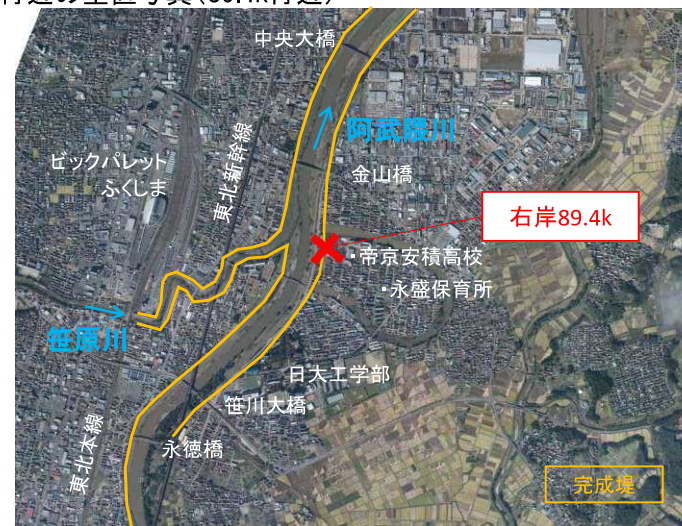 中央大橋
阿武隈川
東北新幹線
ビックパレット
ふくしま
金山橋
右岸89.4k
・帝京安積高校
・永盛保育所
笹原川
日大工学部
笹川大橋
永徳橋
東北本線
完成堤